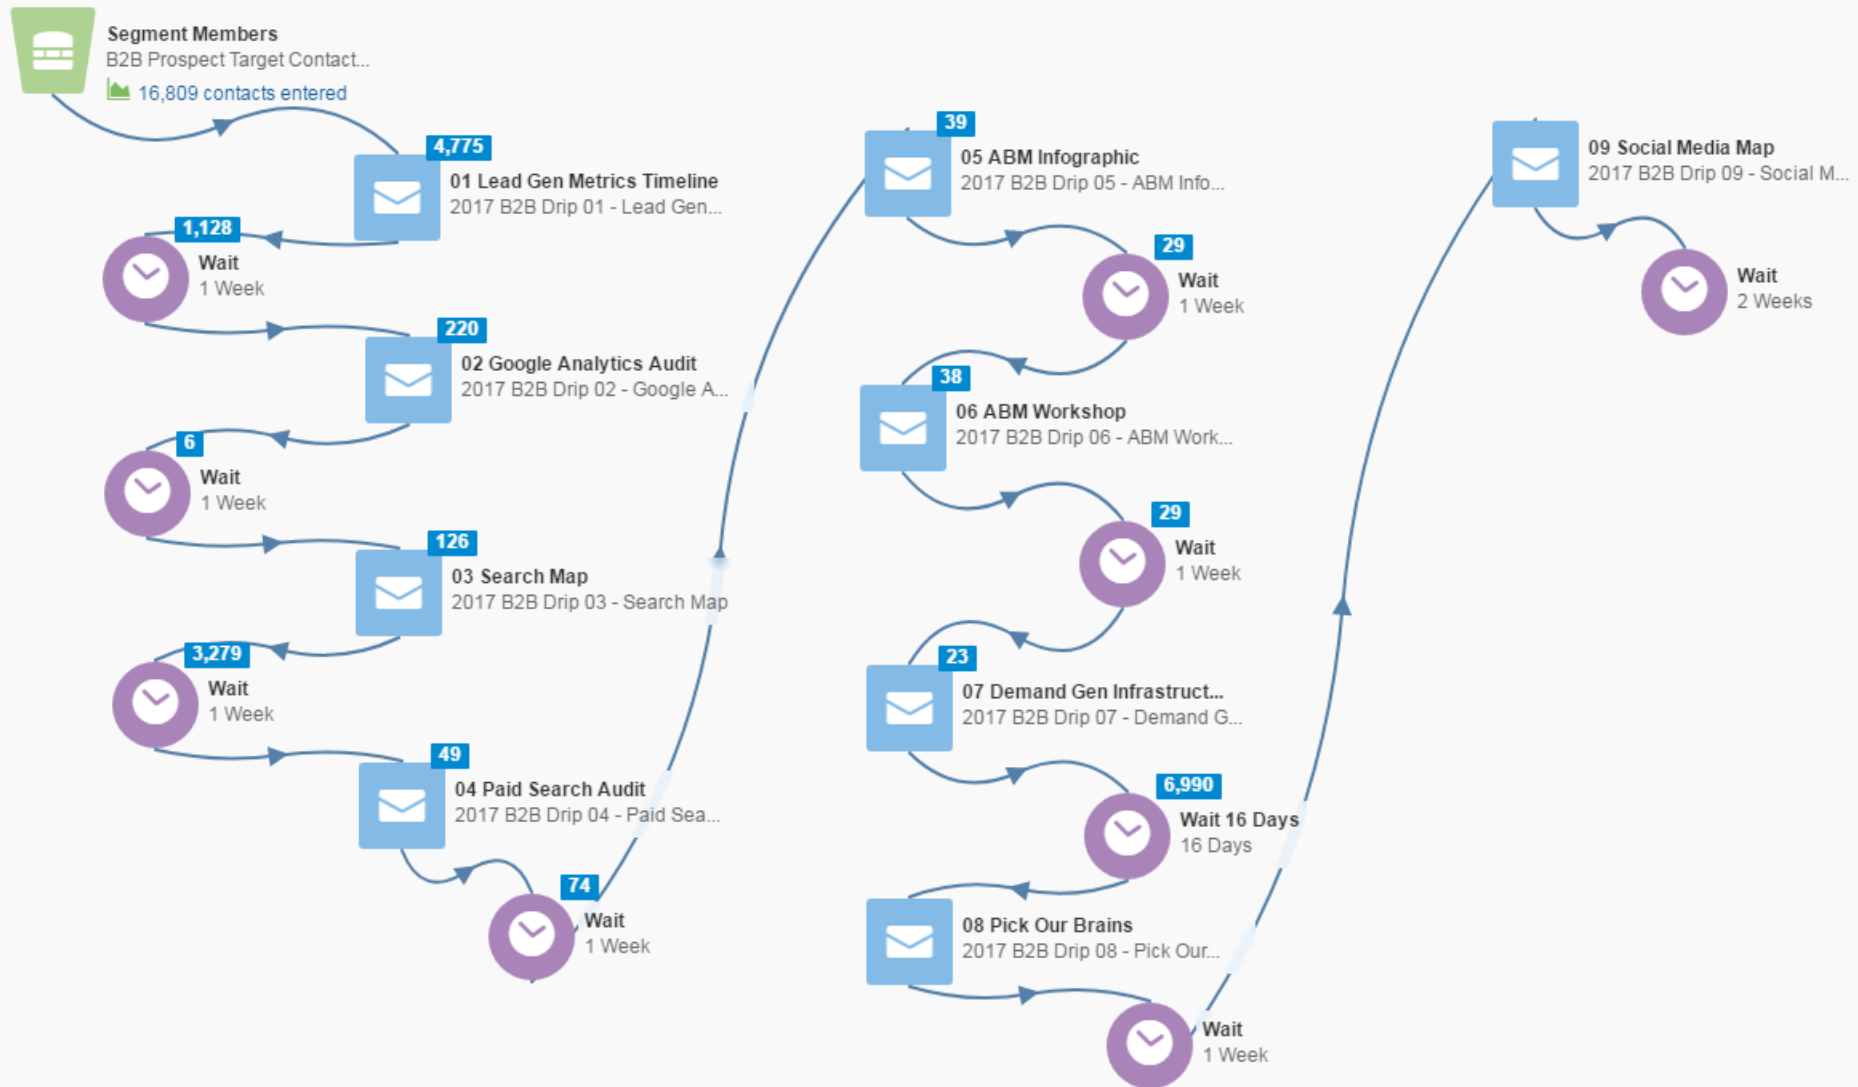 Segment Members
B2B Prospect Target Contact...
16,809 contacts entered
4,775
01 Lead Gen Metrics Timeline
2017 B2B Drip 01 - Lead Gen...
1,128
Wait
1 Week
220
02 Google Analytics Audit
2017 B2B Drip 02 - Google A...
6
Wait
1 Week
126
03 Search Map
2017 B2B Drip 03 - Search Map
3,279
Wait
1 Week
49
04 Paid Search Audit
2017 B2B Drip 04 - Paid Sea...
74
Wait
1 Week
39
05 ABM Infographic
2017 B2B Drip 05 - ABM Info...
29
Wait
1 Week
38
06 ABM Workshop
2017 B2B Drip 06 - ABM Work...
29
Wait
1 Week
23
07 Demand Gen Infrastruct...
2017 B2B Drip 07 - Demand G...
6,990
Wait 16 Days
16 Days
08 Pick Our Brains
2017 B2B Drip 08 - Pick Our...
Wait
1 Week
09 Social Media Map
2017 B2B Drip 09 - Social M...
Wait
2 Weeks